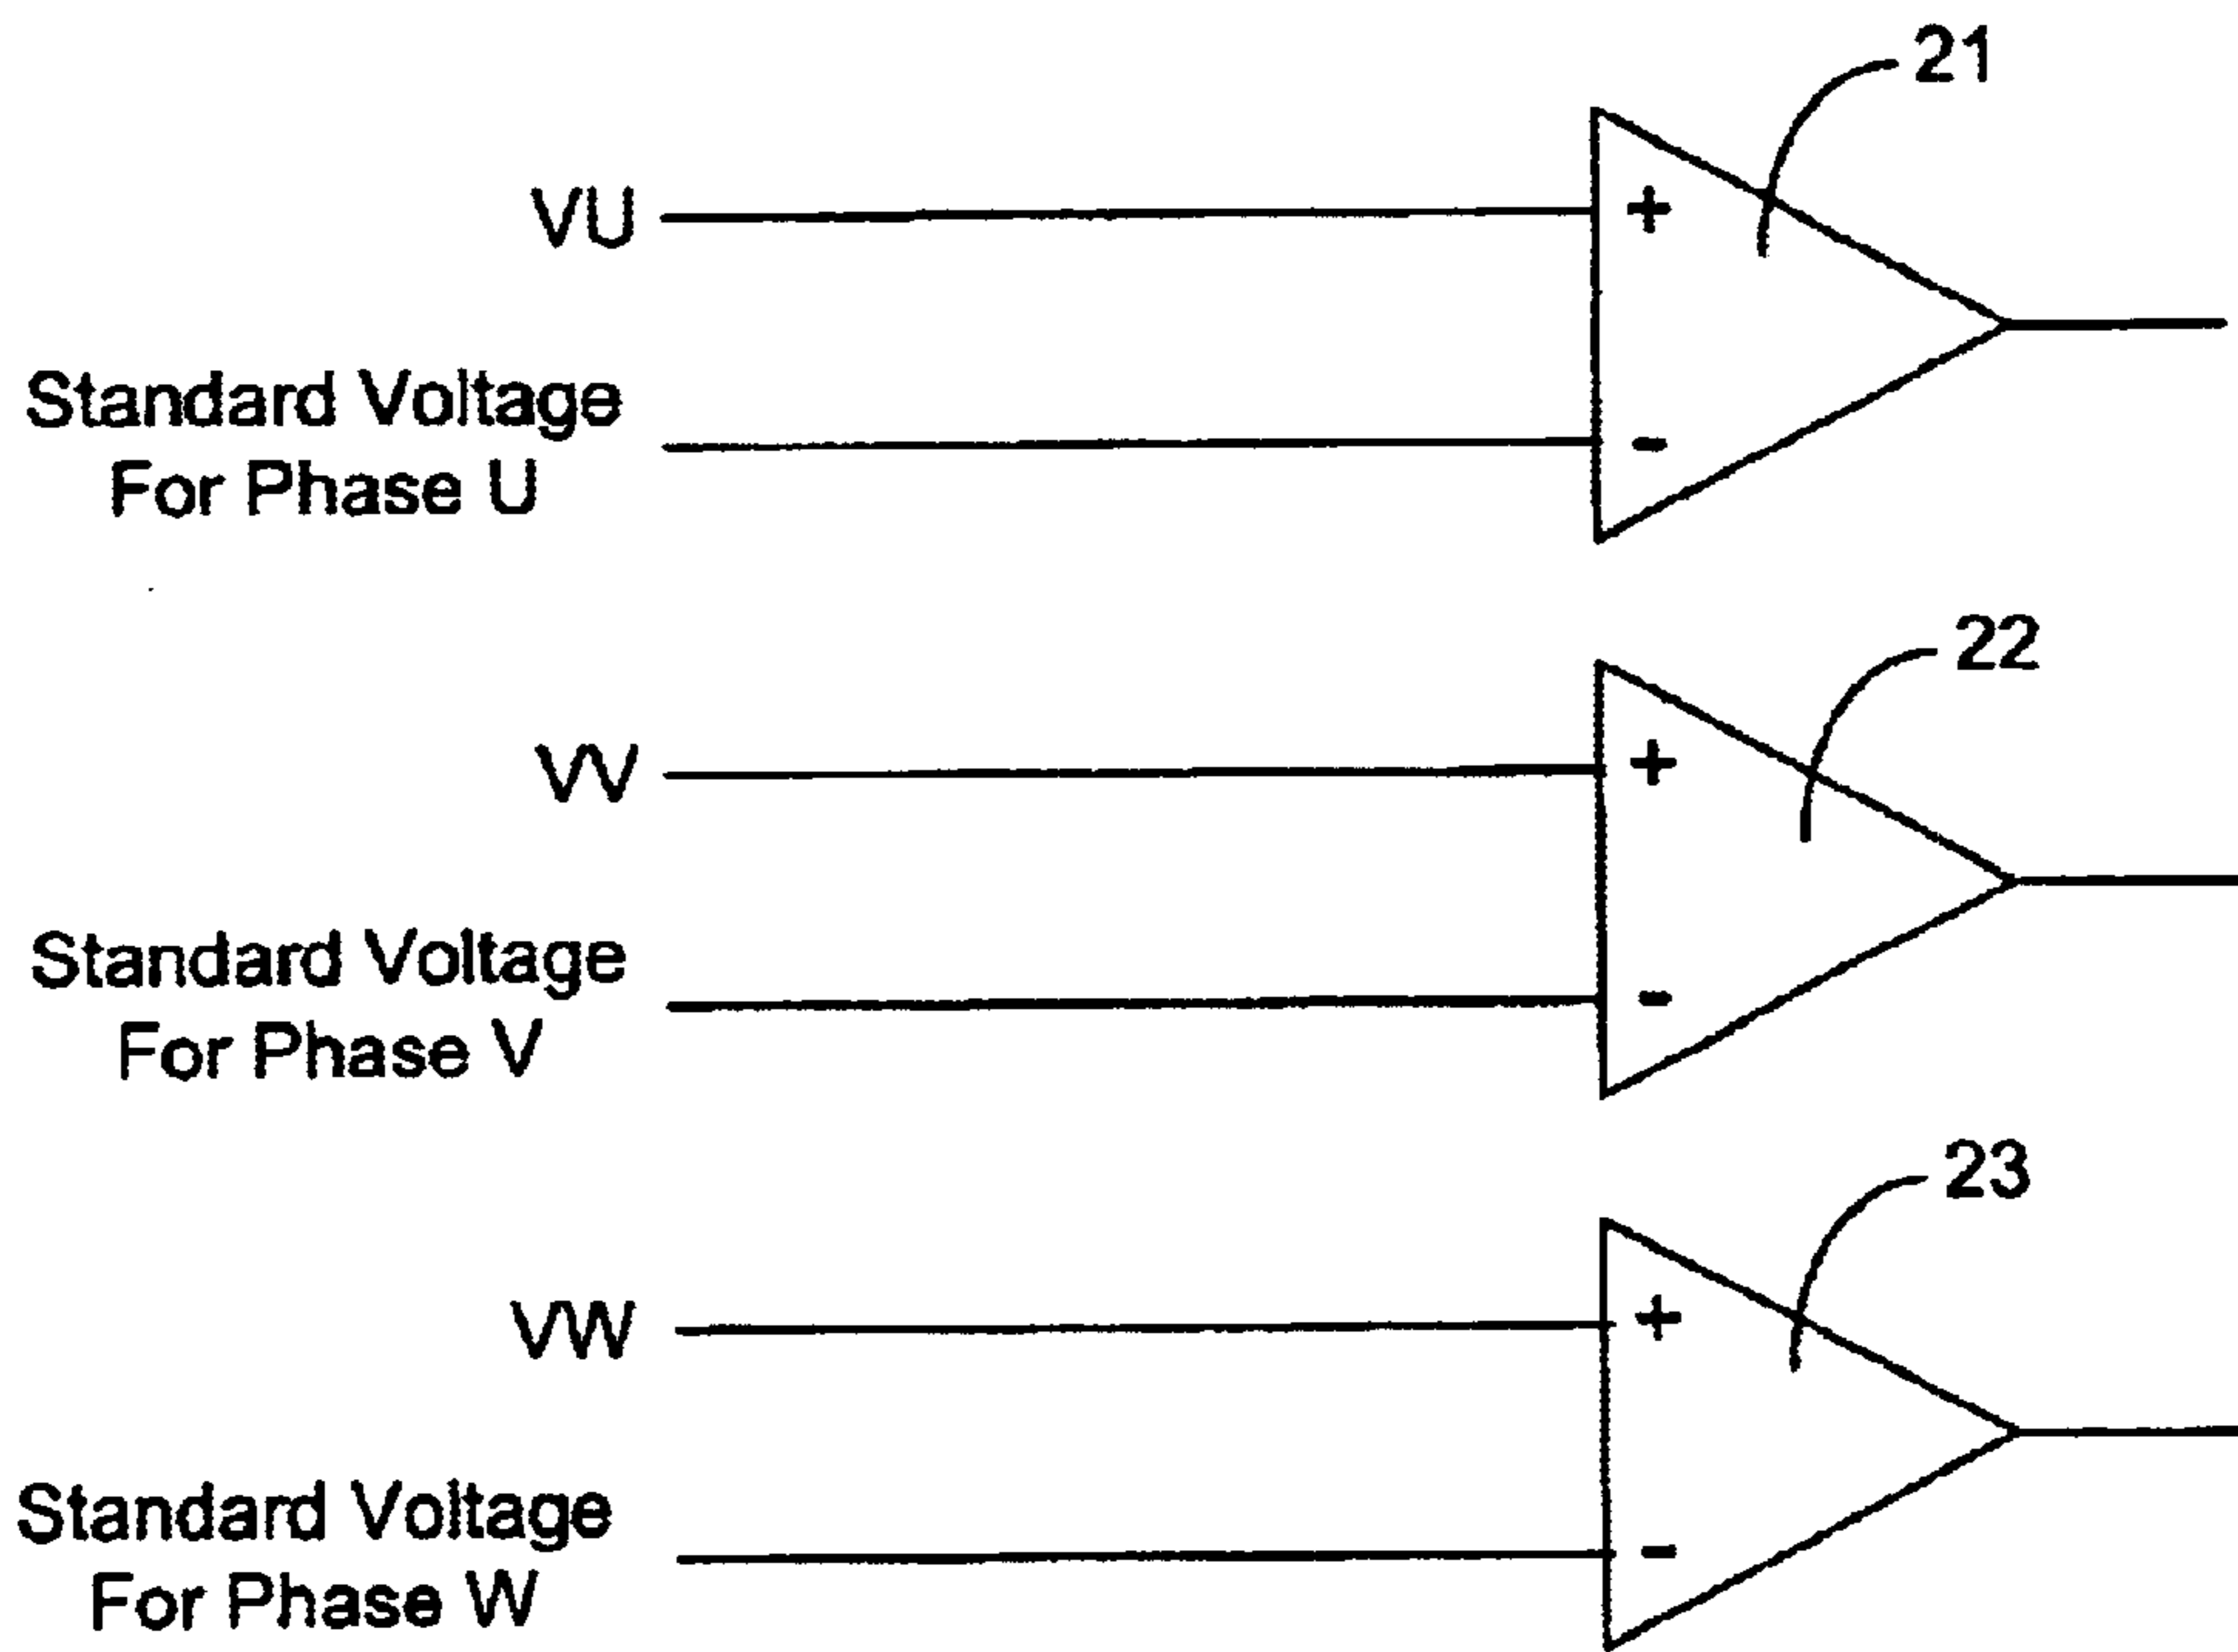 21
VU
+
Standard Voltage
For Phase U
-
22
VV
+
Standard Voltage
For Phase V
-
23
VW
+
Standard Voltage
For Phase W
-